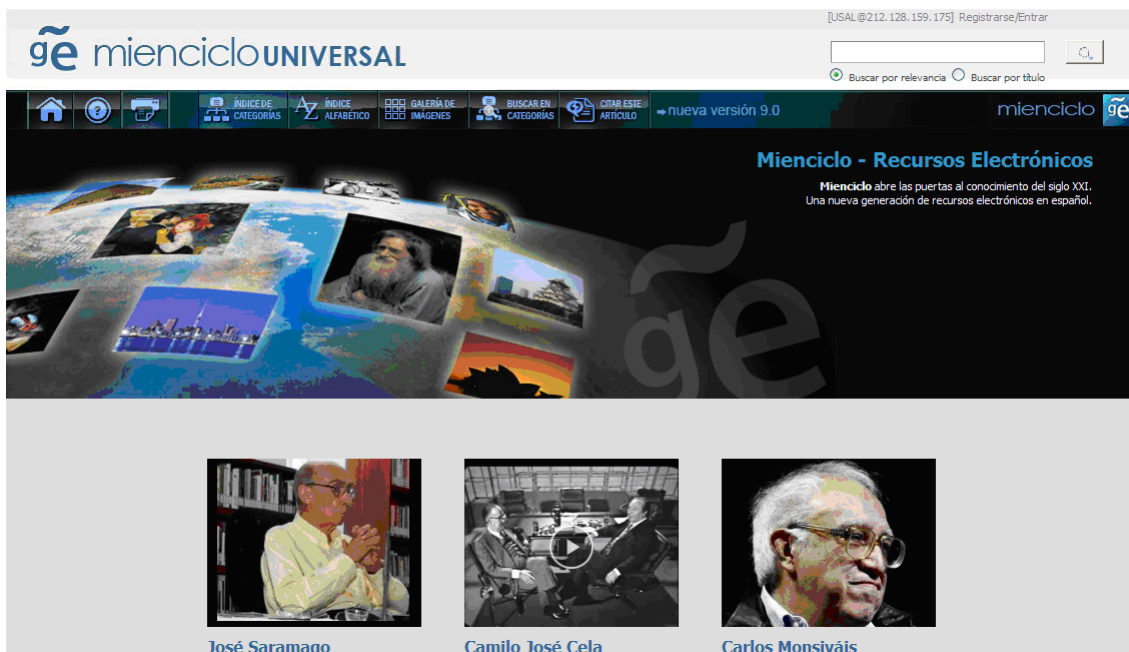 [USAL@212.128.159.175] Registrarse/Entrar
gẽ mienciclo UNIVERSAL
Buscar por relevancia Buscar por título
ÍNDICE DE CATEGORÍAS
ÍNDICE ALFABÉTICO
GALERÍA DE IMÁGENES
BUSCAR EN CATEGORÍAS
CITAR ESTE ARTÍCULO
nueva versión 9.0
mienciclo gẽ
Mienciclo - Recursos Electrónicos
Mienciclo abre las puertas al conocimiento del siglo XXI.
Una nueva generación de recursos electrónicos en español.
gẽ
José Saramago
Camilo José Cela
Carlos Monsiváis